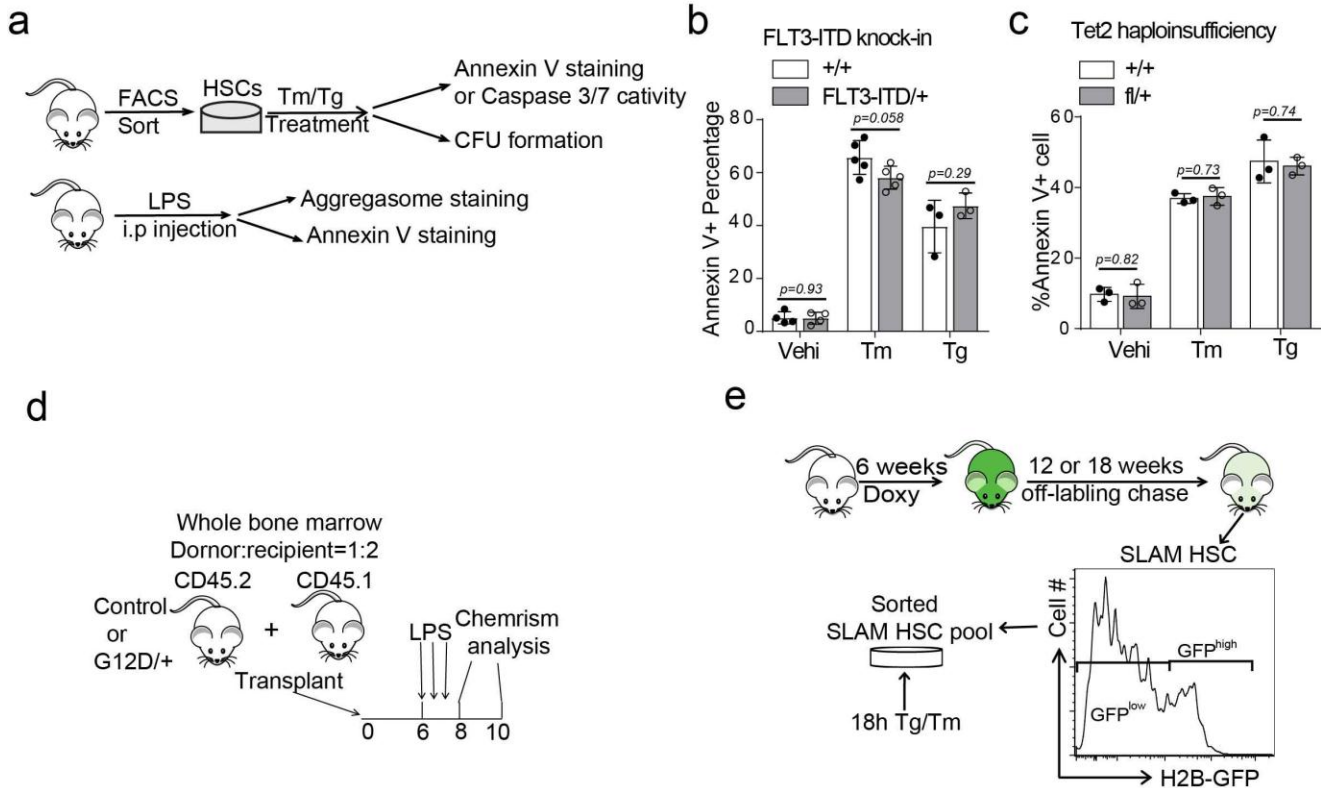 a
FACS
Sort
HSCs
Tm/Tg
Treatment
Annexin V staining
or Caspase 3/7 cativity
CFU formation
LPS
i.p injection
Aggregasome staining
Annexin V staining
b
FLT3-ITD knock-in
+/+
FLT3-ITD/+
Annexin V+ Percentage
80
60
40
20
0
p=0.93
p=0.058
p=0.29
Vehi
Tm
Tg
c
Tet2 haploinsufficiency
+/+
fl/+
%Annexin V+ cell
60
40
20
0
p=0.82
p=0.73
p=0.74
Vehi
Tm
Tg
d
Whole bone marrow
Dornor:recipient=1:2
CD45.2
CD45.1
Control
or
G12D/+
+
Transplant
LPS
Chemrism
analysis
0
6
8
10
e
6 weeks
Doxy
12 or 18 weeks
off-labling chase
SLAM HSC
Cell #
GFPhigh
GFPlow
H2B-GFP
Sorted
SLAM HSC pool
18h Tg/Tm